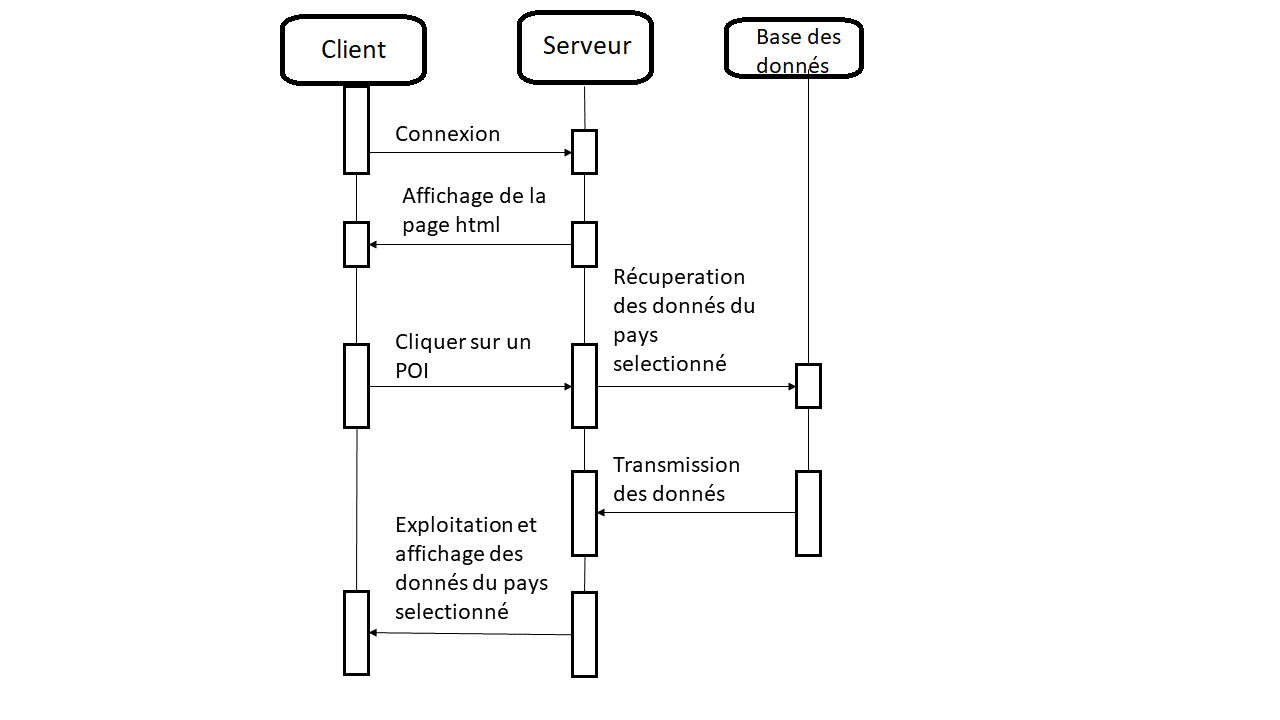 Client
Serveur
Base des
donnés
Connexion
Affichage de la
page html
Récuperation
des donnés du
pays
selectionné
Cliquer sur un
POI
Transmission
des donnés
Exploitation et
affichage des
donnés du pays
selectionné